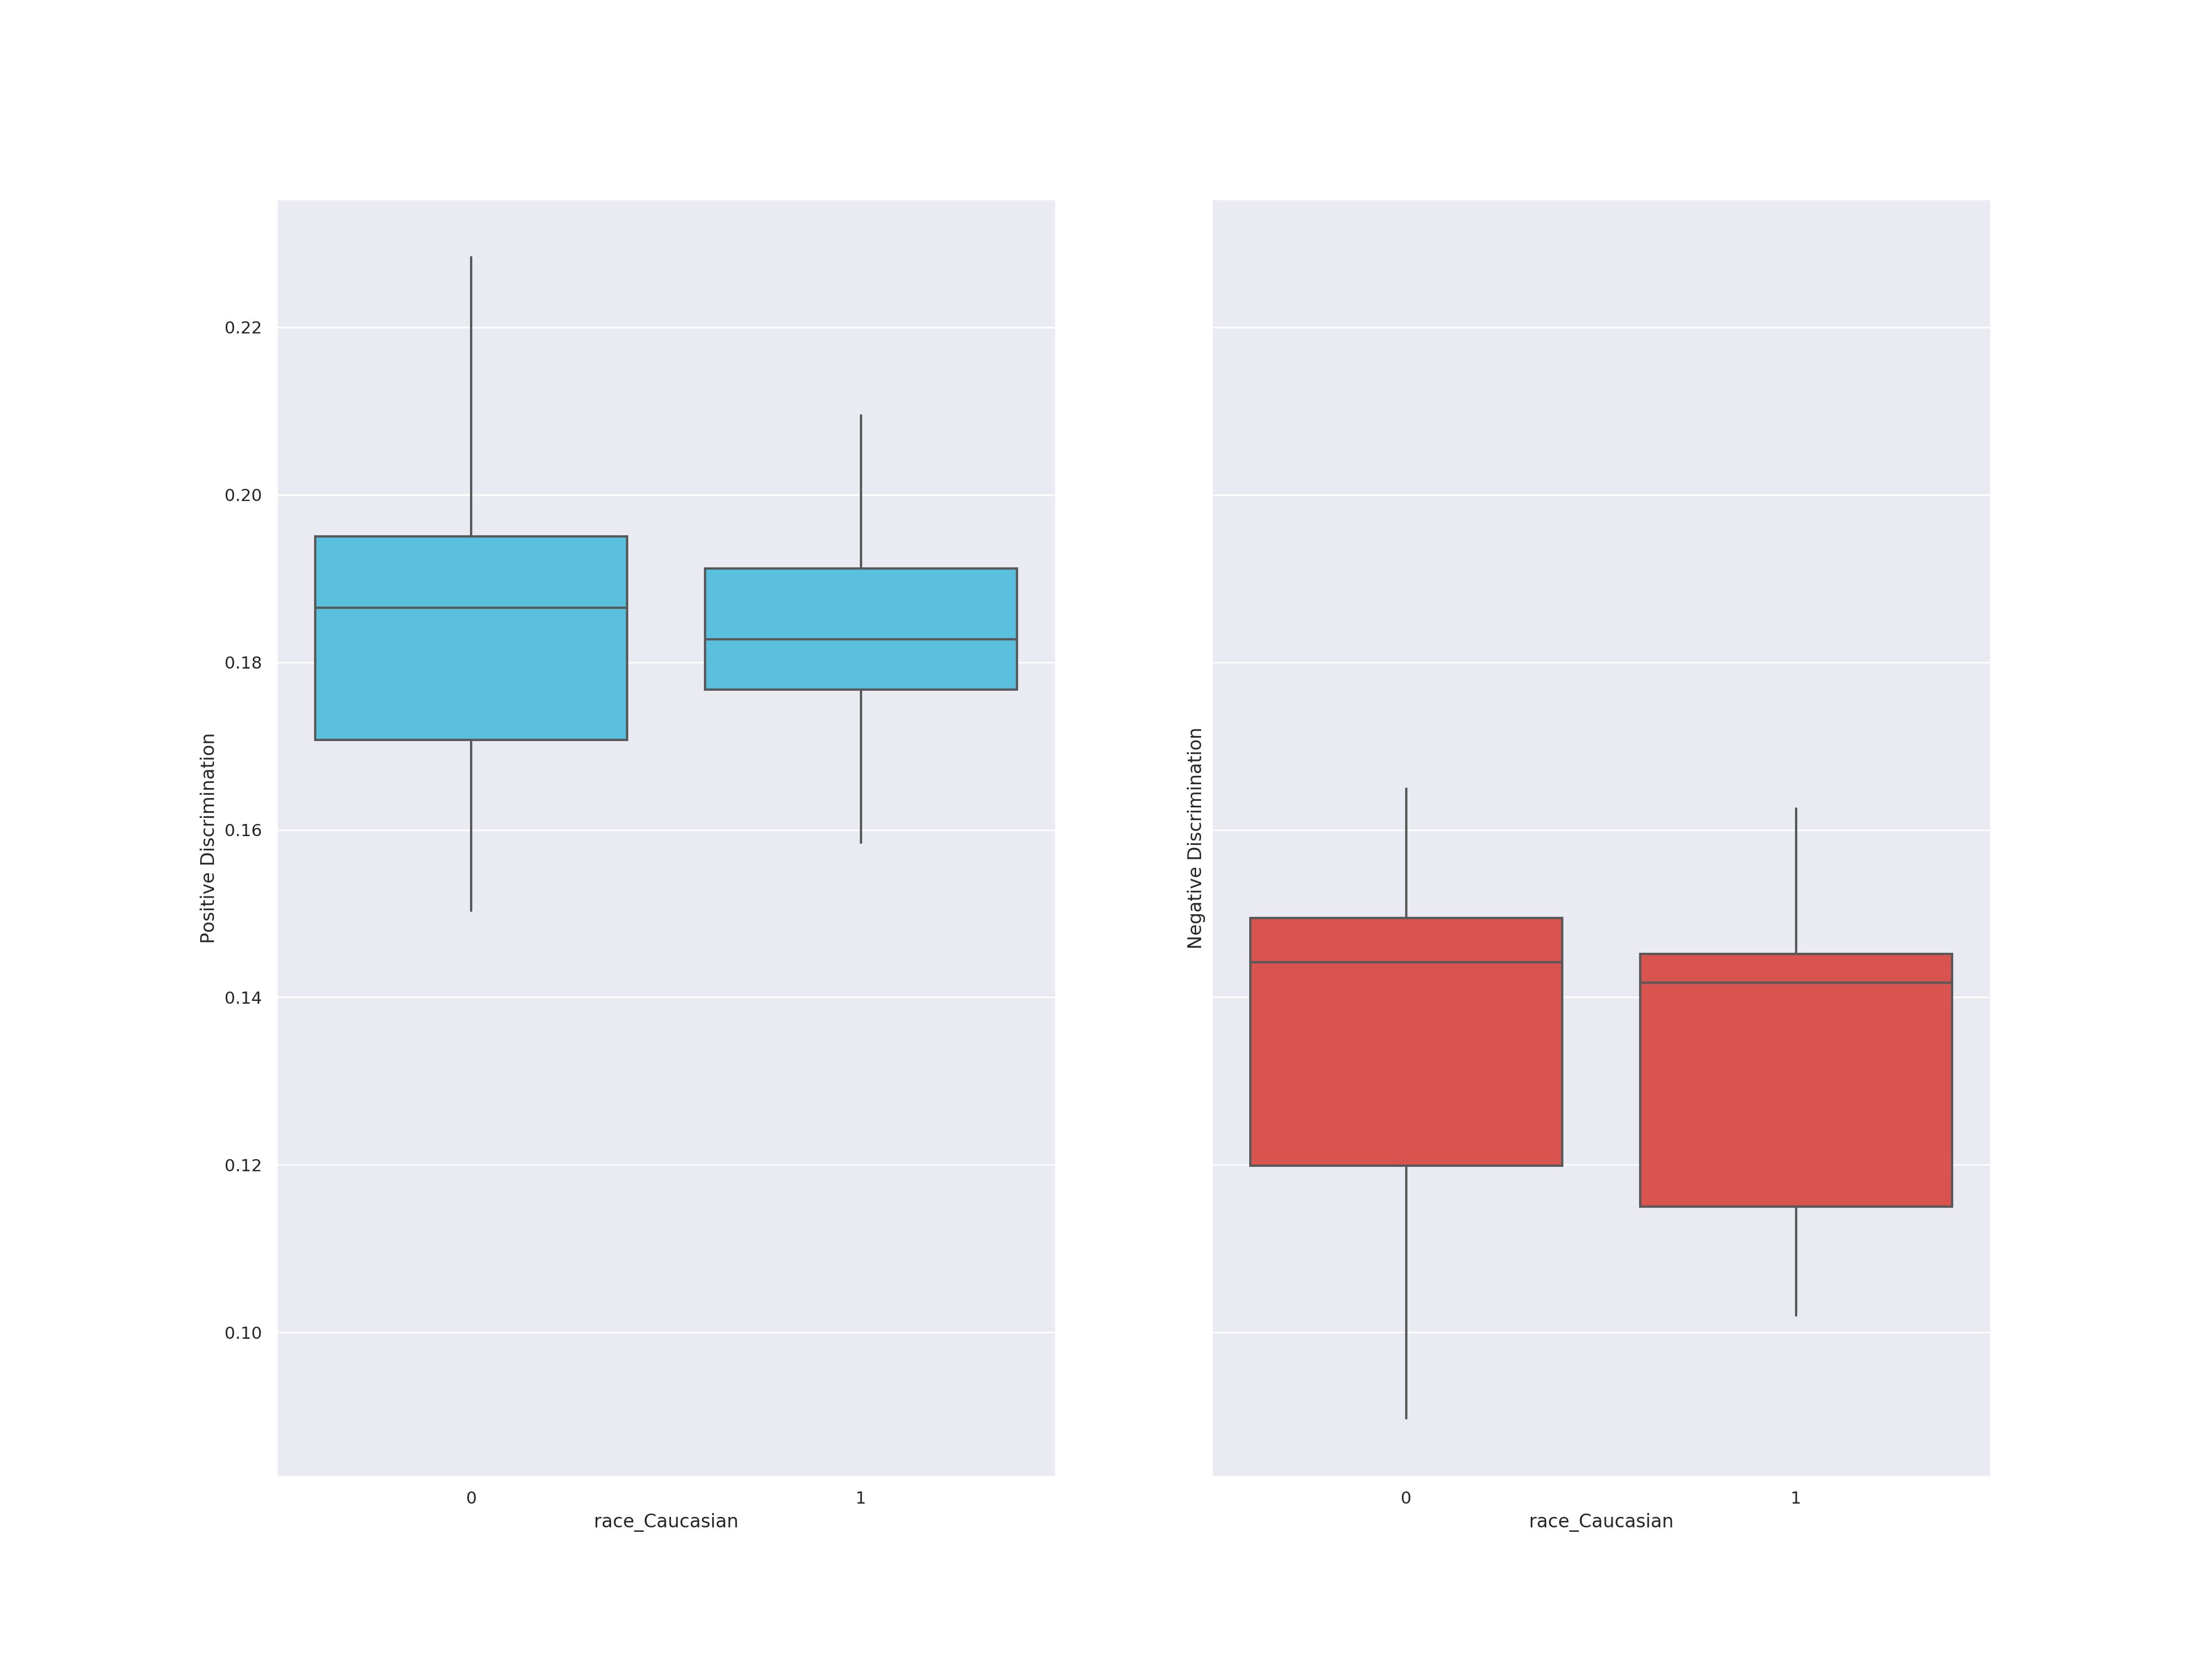 Positive Discrimination
0.22
0.20
0.18
0.16
0.14
0.12
0.10
0 1
race_Caucasian
Negative Discrimination
0 1
race_Caucasian